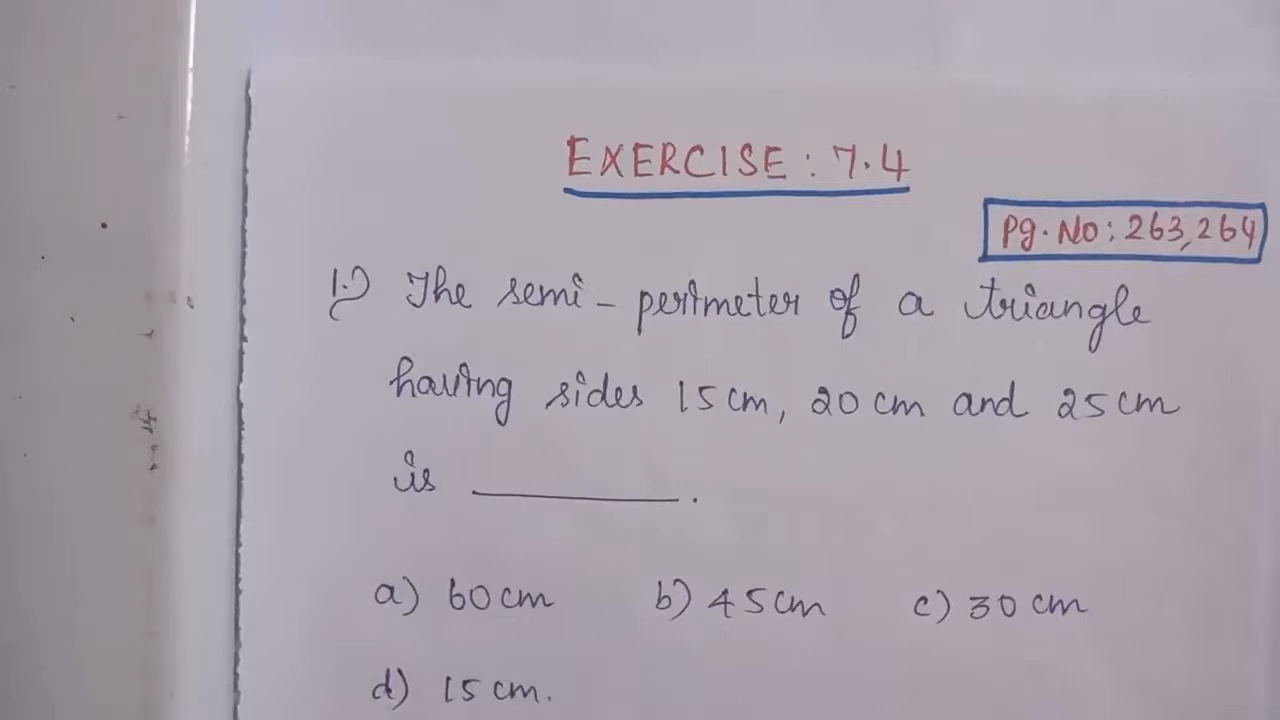 EXERCISE : 7.4
Pg. No : 263, 264
1.) The semi - perimeter of a triangle
having sides 15 cm, 20 cm and 25 cm
is ________.
a) 60 cm b) 45 cm c) 30 cm
d) 15 cm.